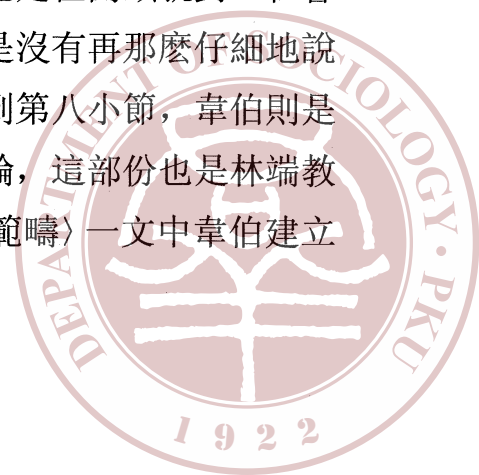 是沒有再那麽仔細地說
到第八小節，韋伯則是
論，這部份也是林端教
範疇〉一文中韋伯建立
DEPARTMENT OF SOCIOLOGY · PKU
1922